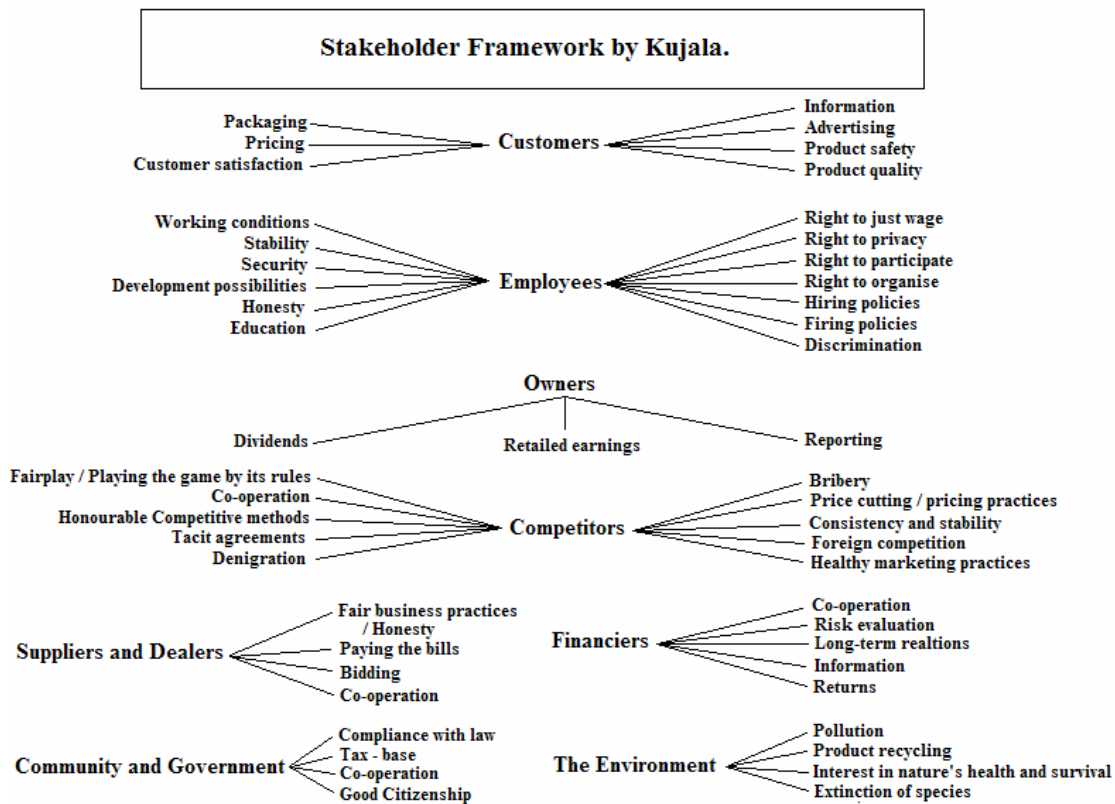 Stakeholder Framework by Kujala.
Packaging
Pricing
Customer satisfaction
Customers
Information
Advertising
Product safety
Product quality
Working conditions
Stability
Security
Development possibilities
Honesty
Education
Employees
Right to just wage
Right to privacy
Right to participate
Right to organise
Hiring policies
Firing policies
Discrimination
Owners
Dividends
Retailed earnings
Reporting
Fairplay / Playing the game by its rules
Co-operation
Honourable Competitive methods
Tacit agreements
Denigration
Competitors
Bribery
Price cutting / pricing practices
Consistency and stability
Foreign competition
Healthy marketing practices
Suppliers and Dealers
Fair business practices
/ Honesty
Paying the bills
Bidding
Co-operation
Financiers
Co-operation
Risk evaluation
Long-term realtions
Information
Returns
Community and Government
Compliance with law
Tax - base
Co-operation
Good Citizenship
The Environment
Pollution
Product recycling
Interest in nature's health and survival
Extinction of species